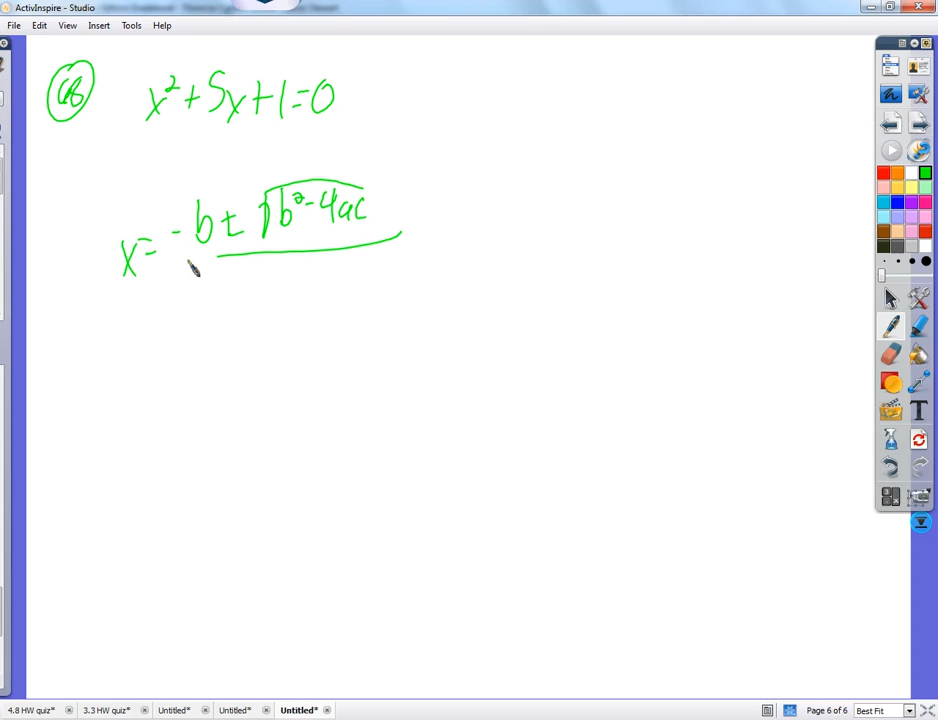 ActivInspire - Studio
File Edit View Insert Tools Help
x²+5x+1=0
x= -b ± √b²-4ac
4.8 HW quiz* 3.3 HW quiz* Untitled* Untitled* Untitled* Page 6 of 6 Best Fit